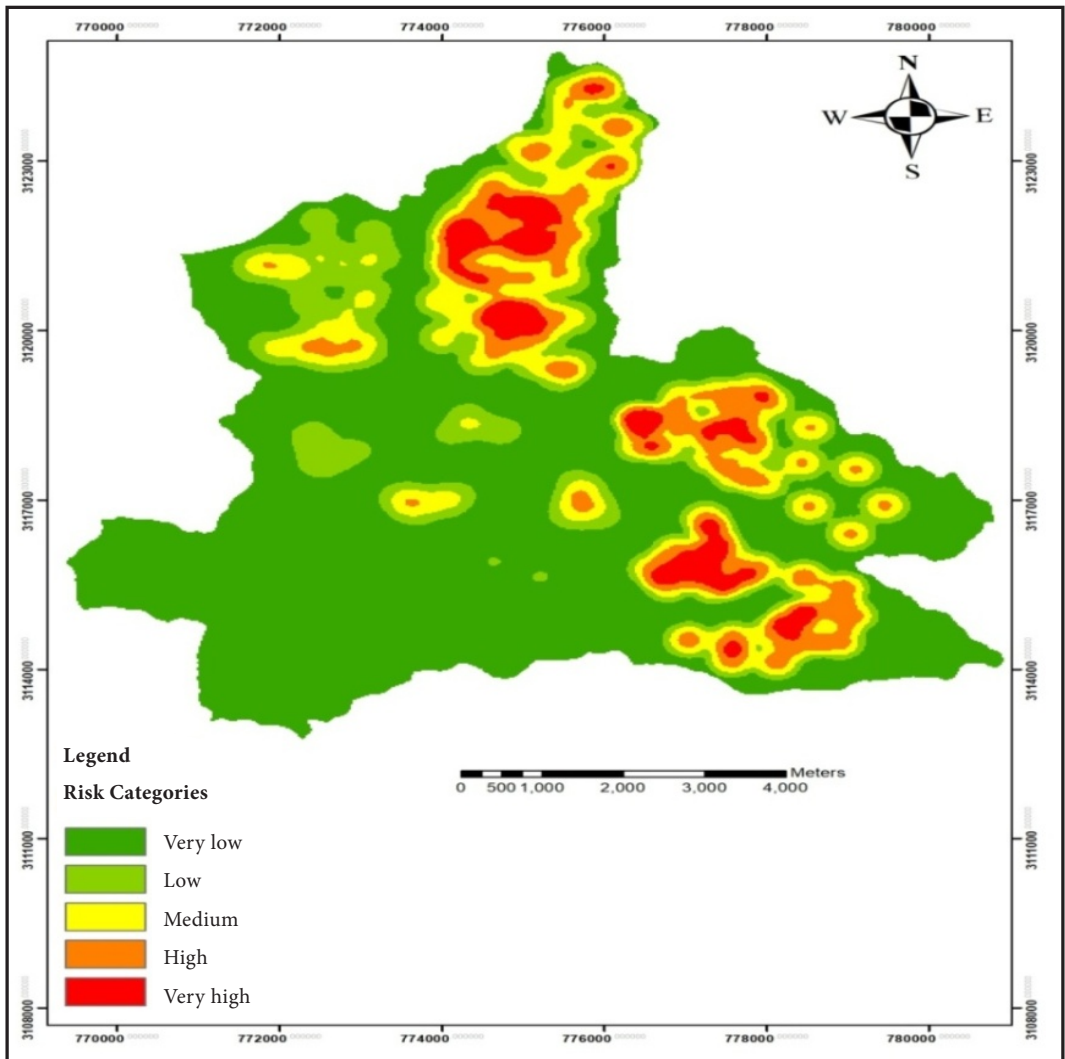 770000 772000 774000 776000 778000 780000
N
W E
S
3123000 3123000
3120000 3120000
3117000 3117000
3114000 3114000
Legend
Risk Categories
Meters
0 500 1,000 2,000 3,000 4,000
Very low
3111000 3111000
Low
Medium
High
Very high
3108000 3108000
770000 772000 774000 776000 778000 780000